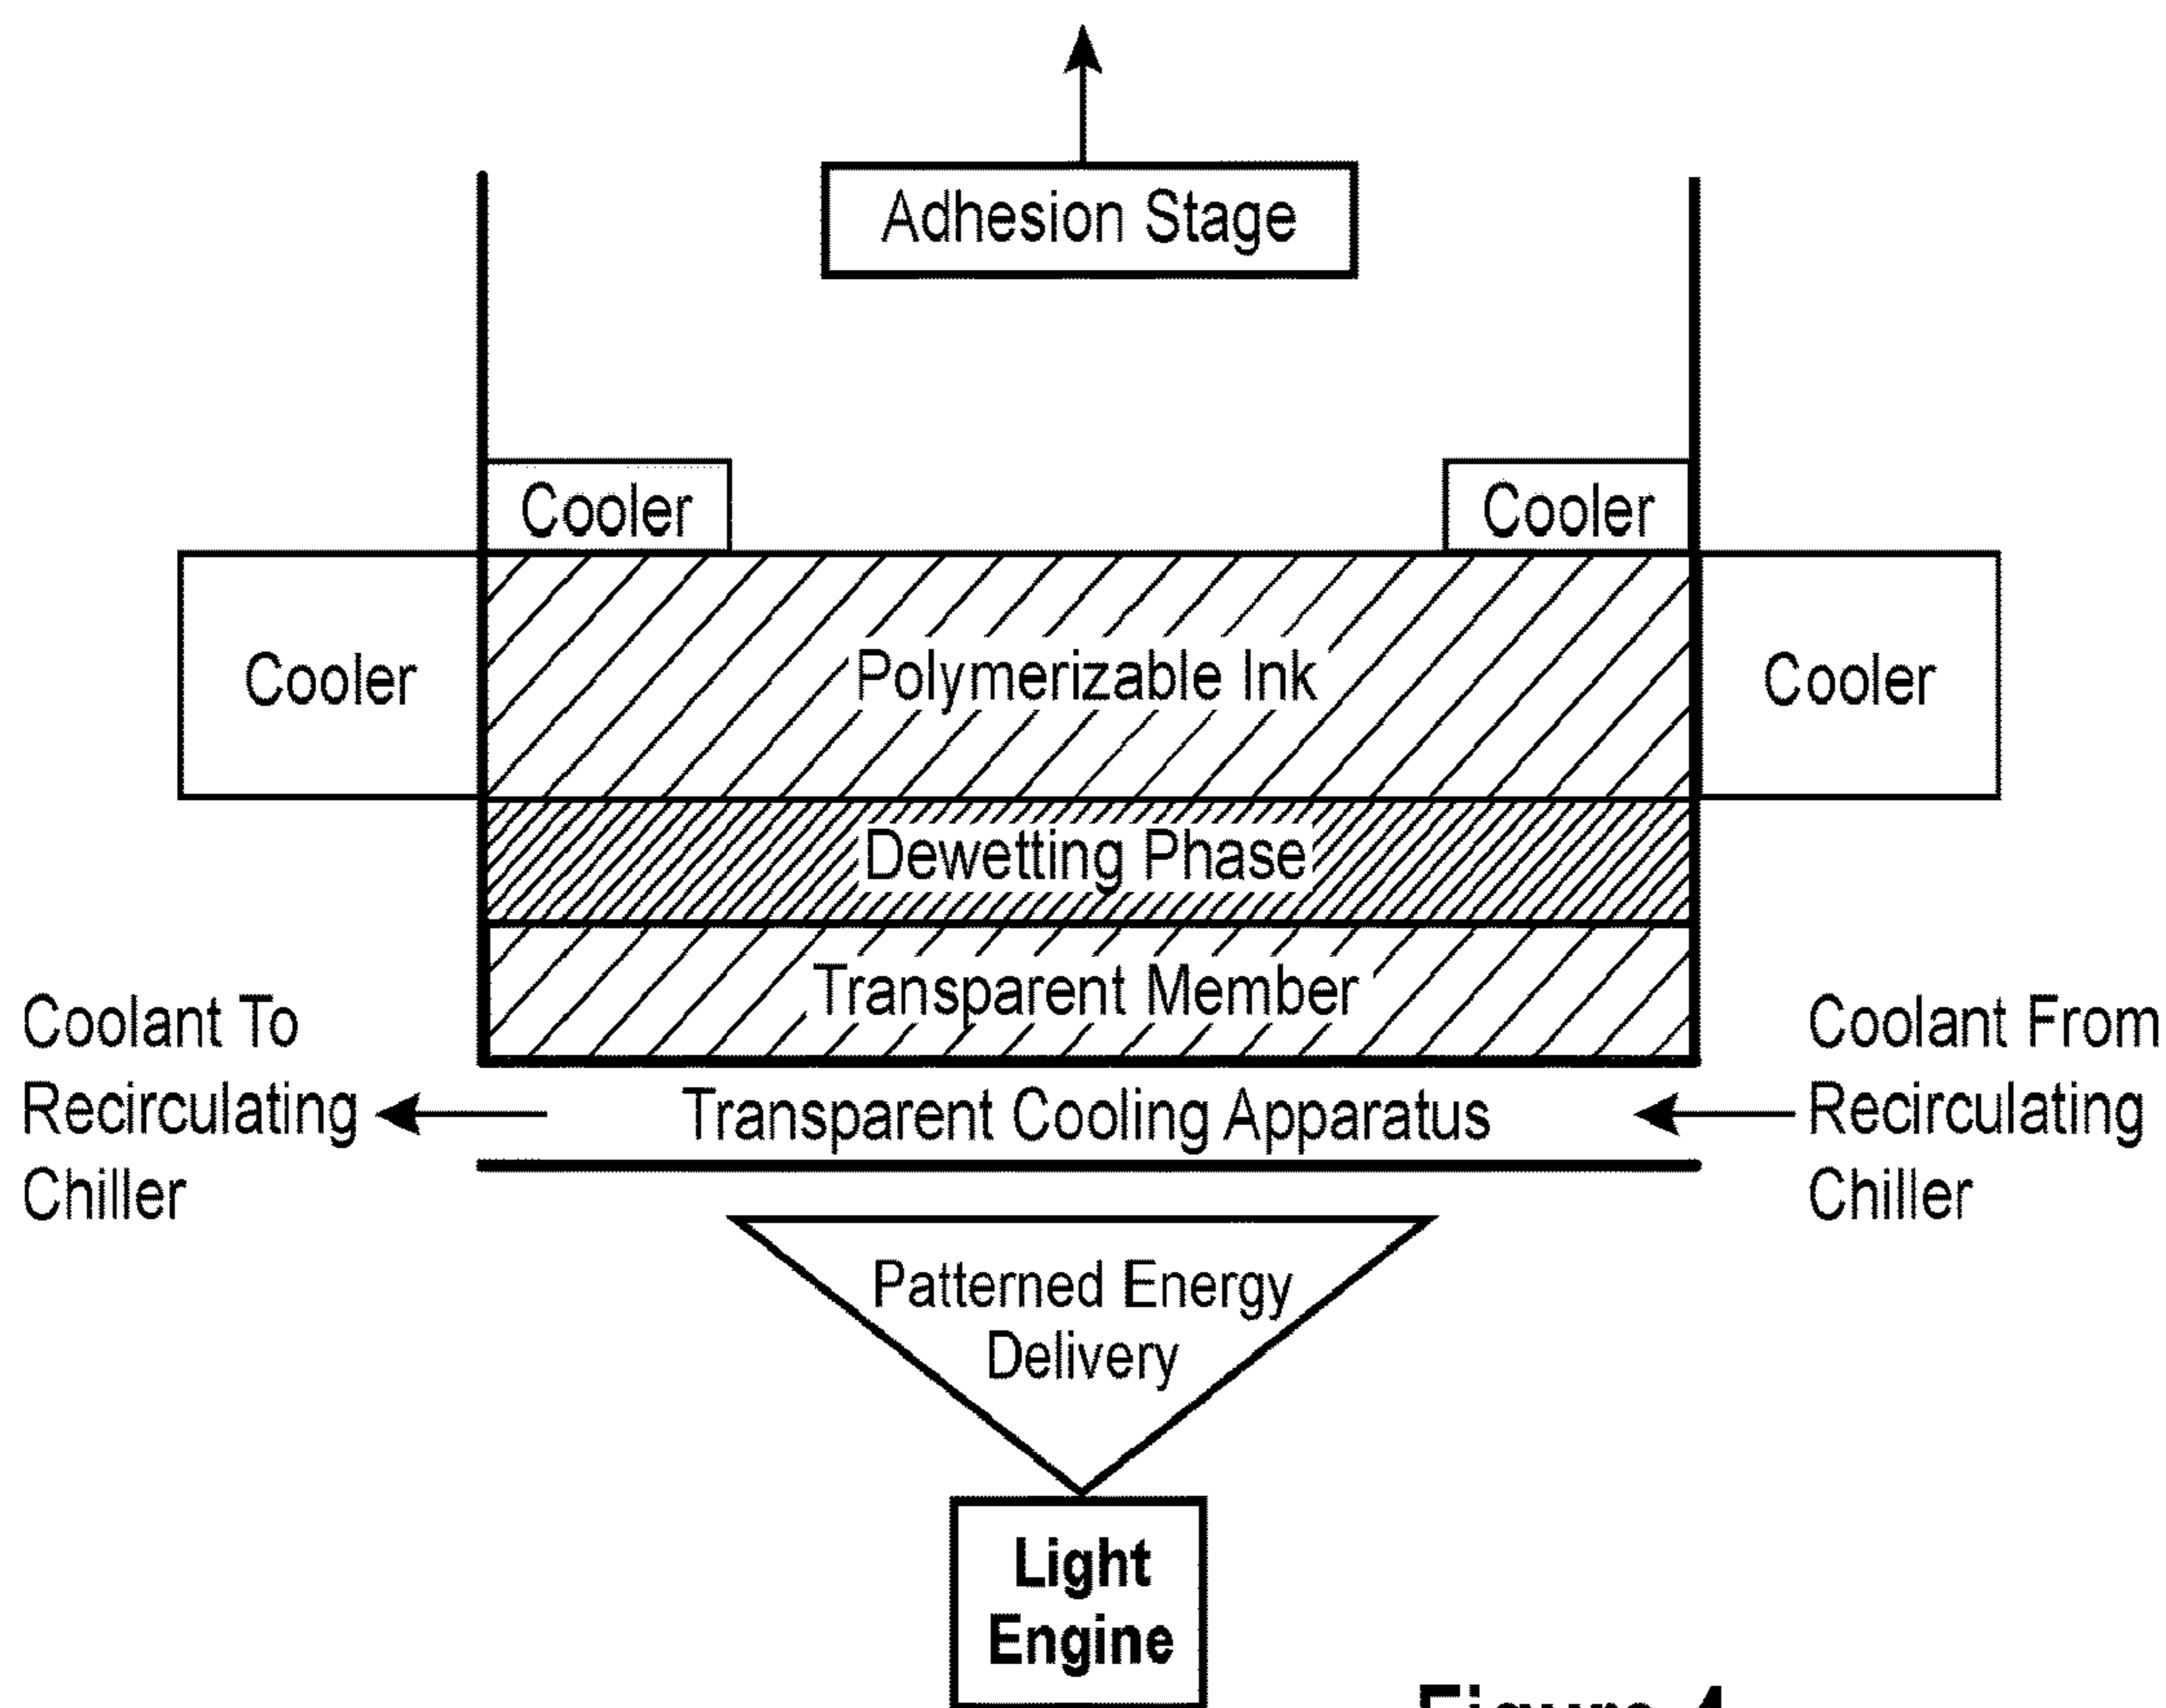 Adhesion Stage
Cooler
Cooler
Cooler
Polymerizable Ink
Cooler
Dewetting Phase
Transparent Member
Coolant To
Recirculating
Chiller
Transparent Cooling Apparatus
Coolant From
Recirculating
Chiller
Patterned Energy
Delivery
Light
Engine